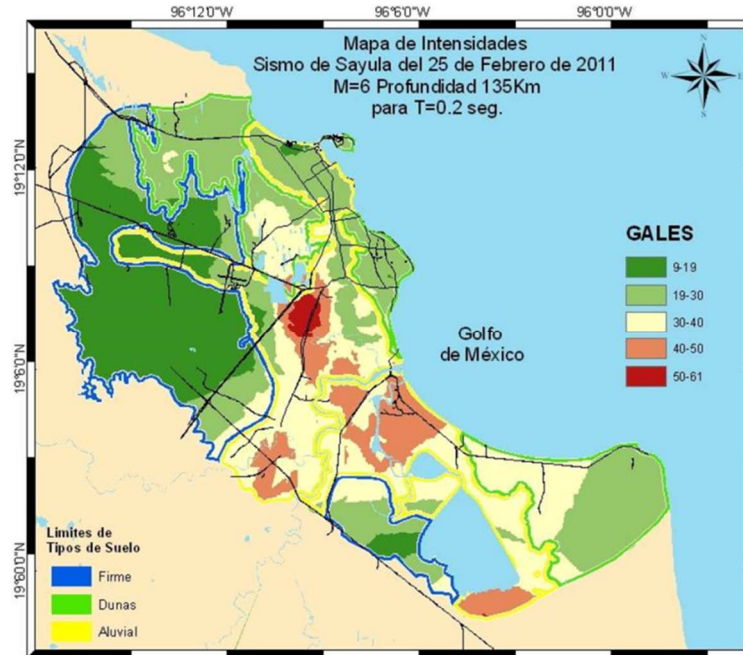 96°12'0"W 96°6'0"W 96°0'0"W
Mapa de Intensidades
Sismo de Sayula del 25 de Febrero de 2011
M=6 Profundidad 135Km
para T=0.2 seg.
N
W E
S
19°12'0"N
GALES
9-19
19-30
30-40
40-50
50-61
Golfo
de México
19°6'0"N
Limites de
Tipos de Suelo
Firme
Dunas
Aluvial
19°0'0"N